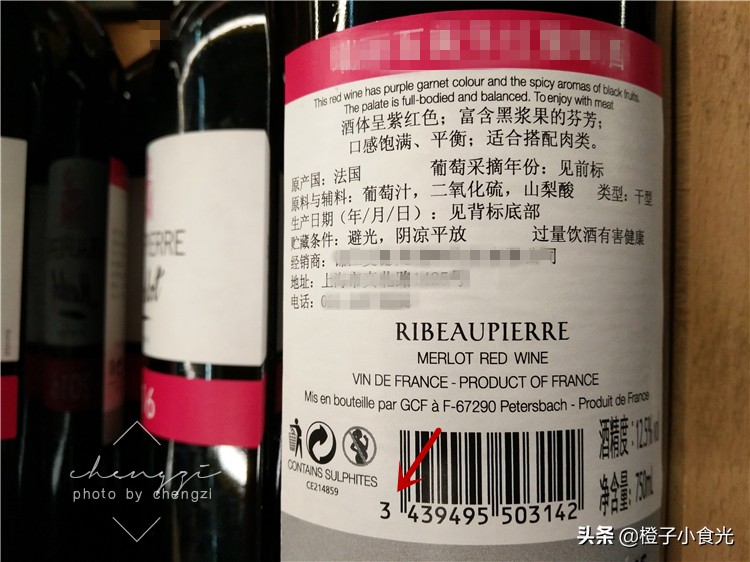 This red wine has purple garnet colour and the spicy aromas of black fruits.
The palate is full-bodied and balanced. To enjoy with meat
酒体呈紫红色；富含黑浆果的芬芳；
口感饱满、平衡；适合搭配肉类。
原产国：法国 葡萄采摘年份：见前标
原料与辅料：葡萄汁，二氧化硫，山梨酸 类型：干型
生产日期（年/月/日）：见背标底部
贮藏条件：避光，阴凉平放 过量饮酒有害健康
经销商：
地址：上海市
电话：
RIBEAUPIERRE
MERLOT RED WINE
VIN DE FRANCE - PRODUCT OF FRANCE
Mis en bouteille par GCF à F-67290 Petersbach - Produit de France
CONTAINS SULPHITES
CE214859
3 439495 503142
酒精度：12.5%vol
净含量：750mL
PIERRE
chengzi
photo by chengzi
头条 @橙子小食光